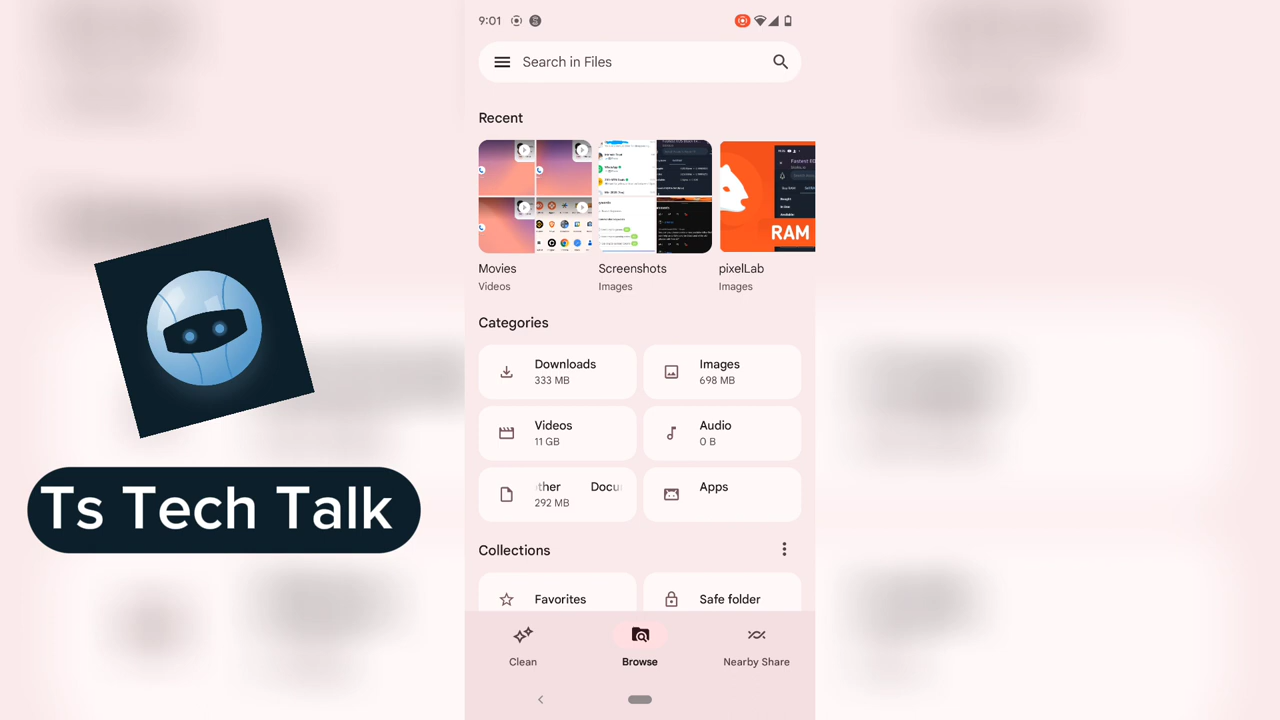 9:01
Search in Files
Recent
RAM
Movies
Videos
Screenshots
Images
pixelLab
Images
Categories
Downloads
333 MB
Images
698 MB
Videos
11 GB
Audio
0 B
ther Docu
292 MB
Apps
Collections
Favorites
Safe folder
Clean
Browse
Nearby Share
Ts Tech Talk